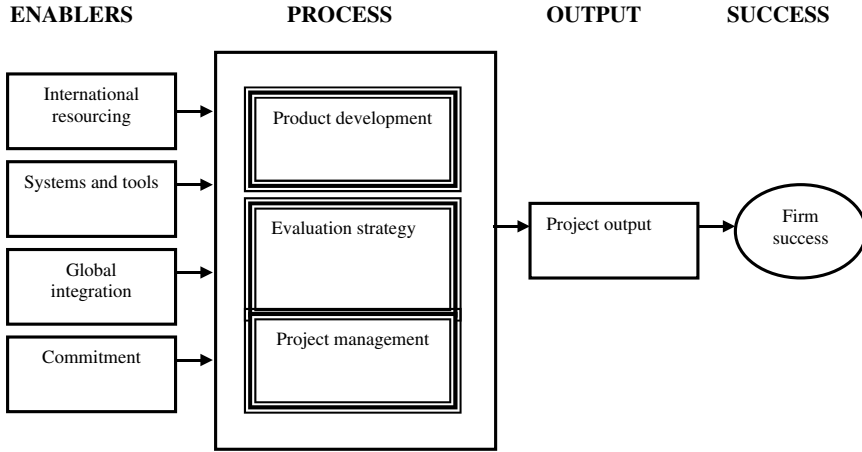 ENABLERS PROCESS OUTPUT SUCCESS
International
resourcing
Systems and tools
Global
integration
Commitment
Product development
Evaluation strategy
Project management
Project output
Firm
success